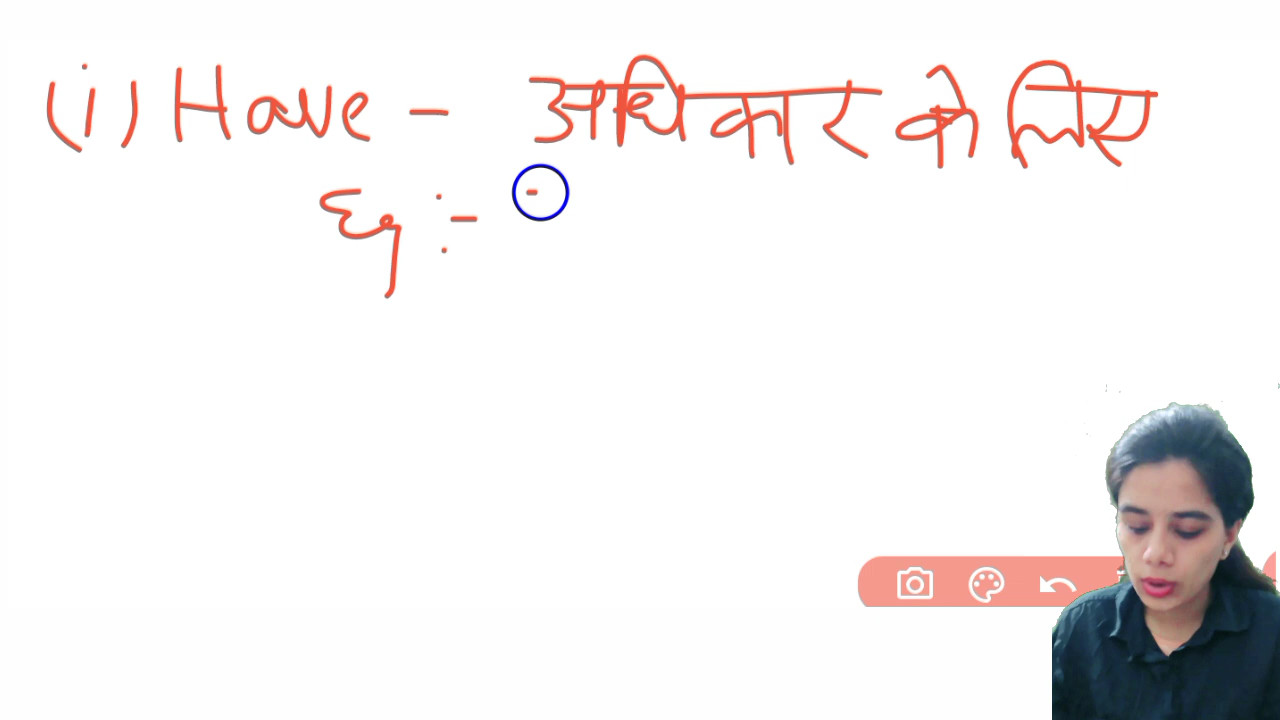 (i) Have - अधिकार के लिए
Eg :- -